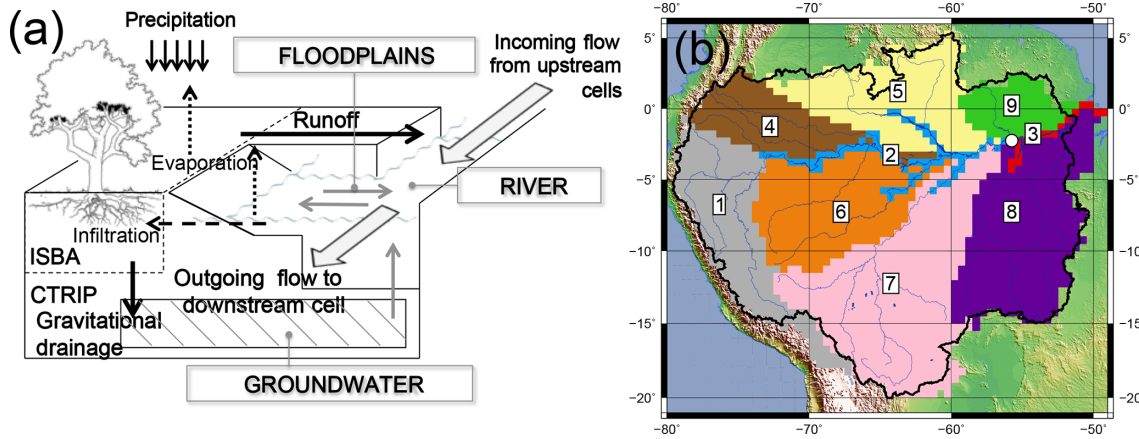 (a)
Precipitation
FLOODPLAINS
Incoming flow
from upstream
cells
Runoff
Evaporation
RIVER
Infiltration
ISBA
Outgoing flow to
downstream cell
CTRIP
Gravitational
drainage
GROUNDWATER
(b)
−80° −70° −60° −50°
5° 5°
0° 0°
−5° −5°
−10° −10°
−15° −15°
−20° −20°
−80° −70° −60° −50°
5
9
4
3
2
1
6
8
7